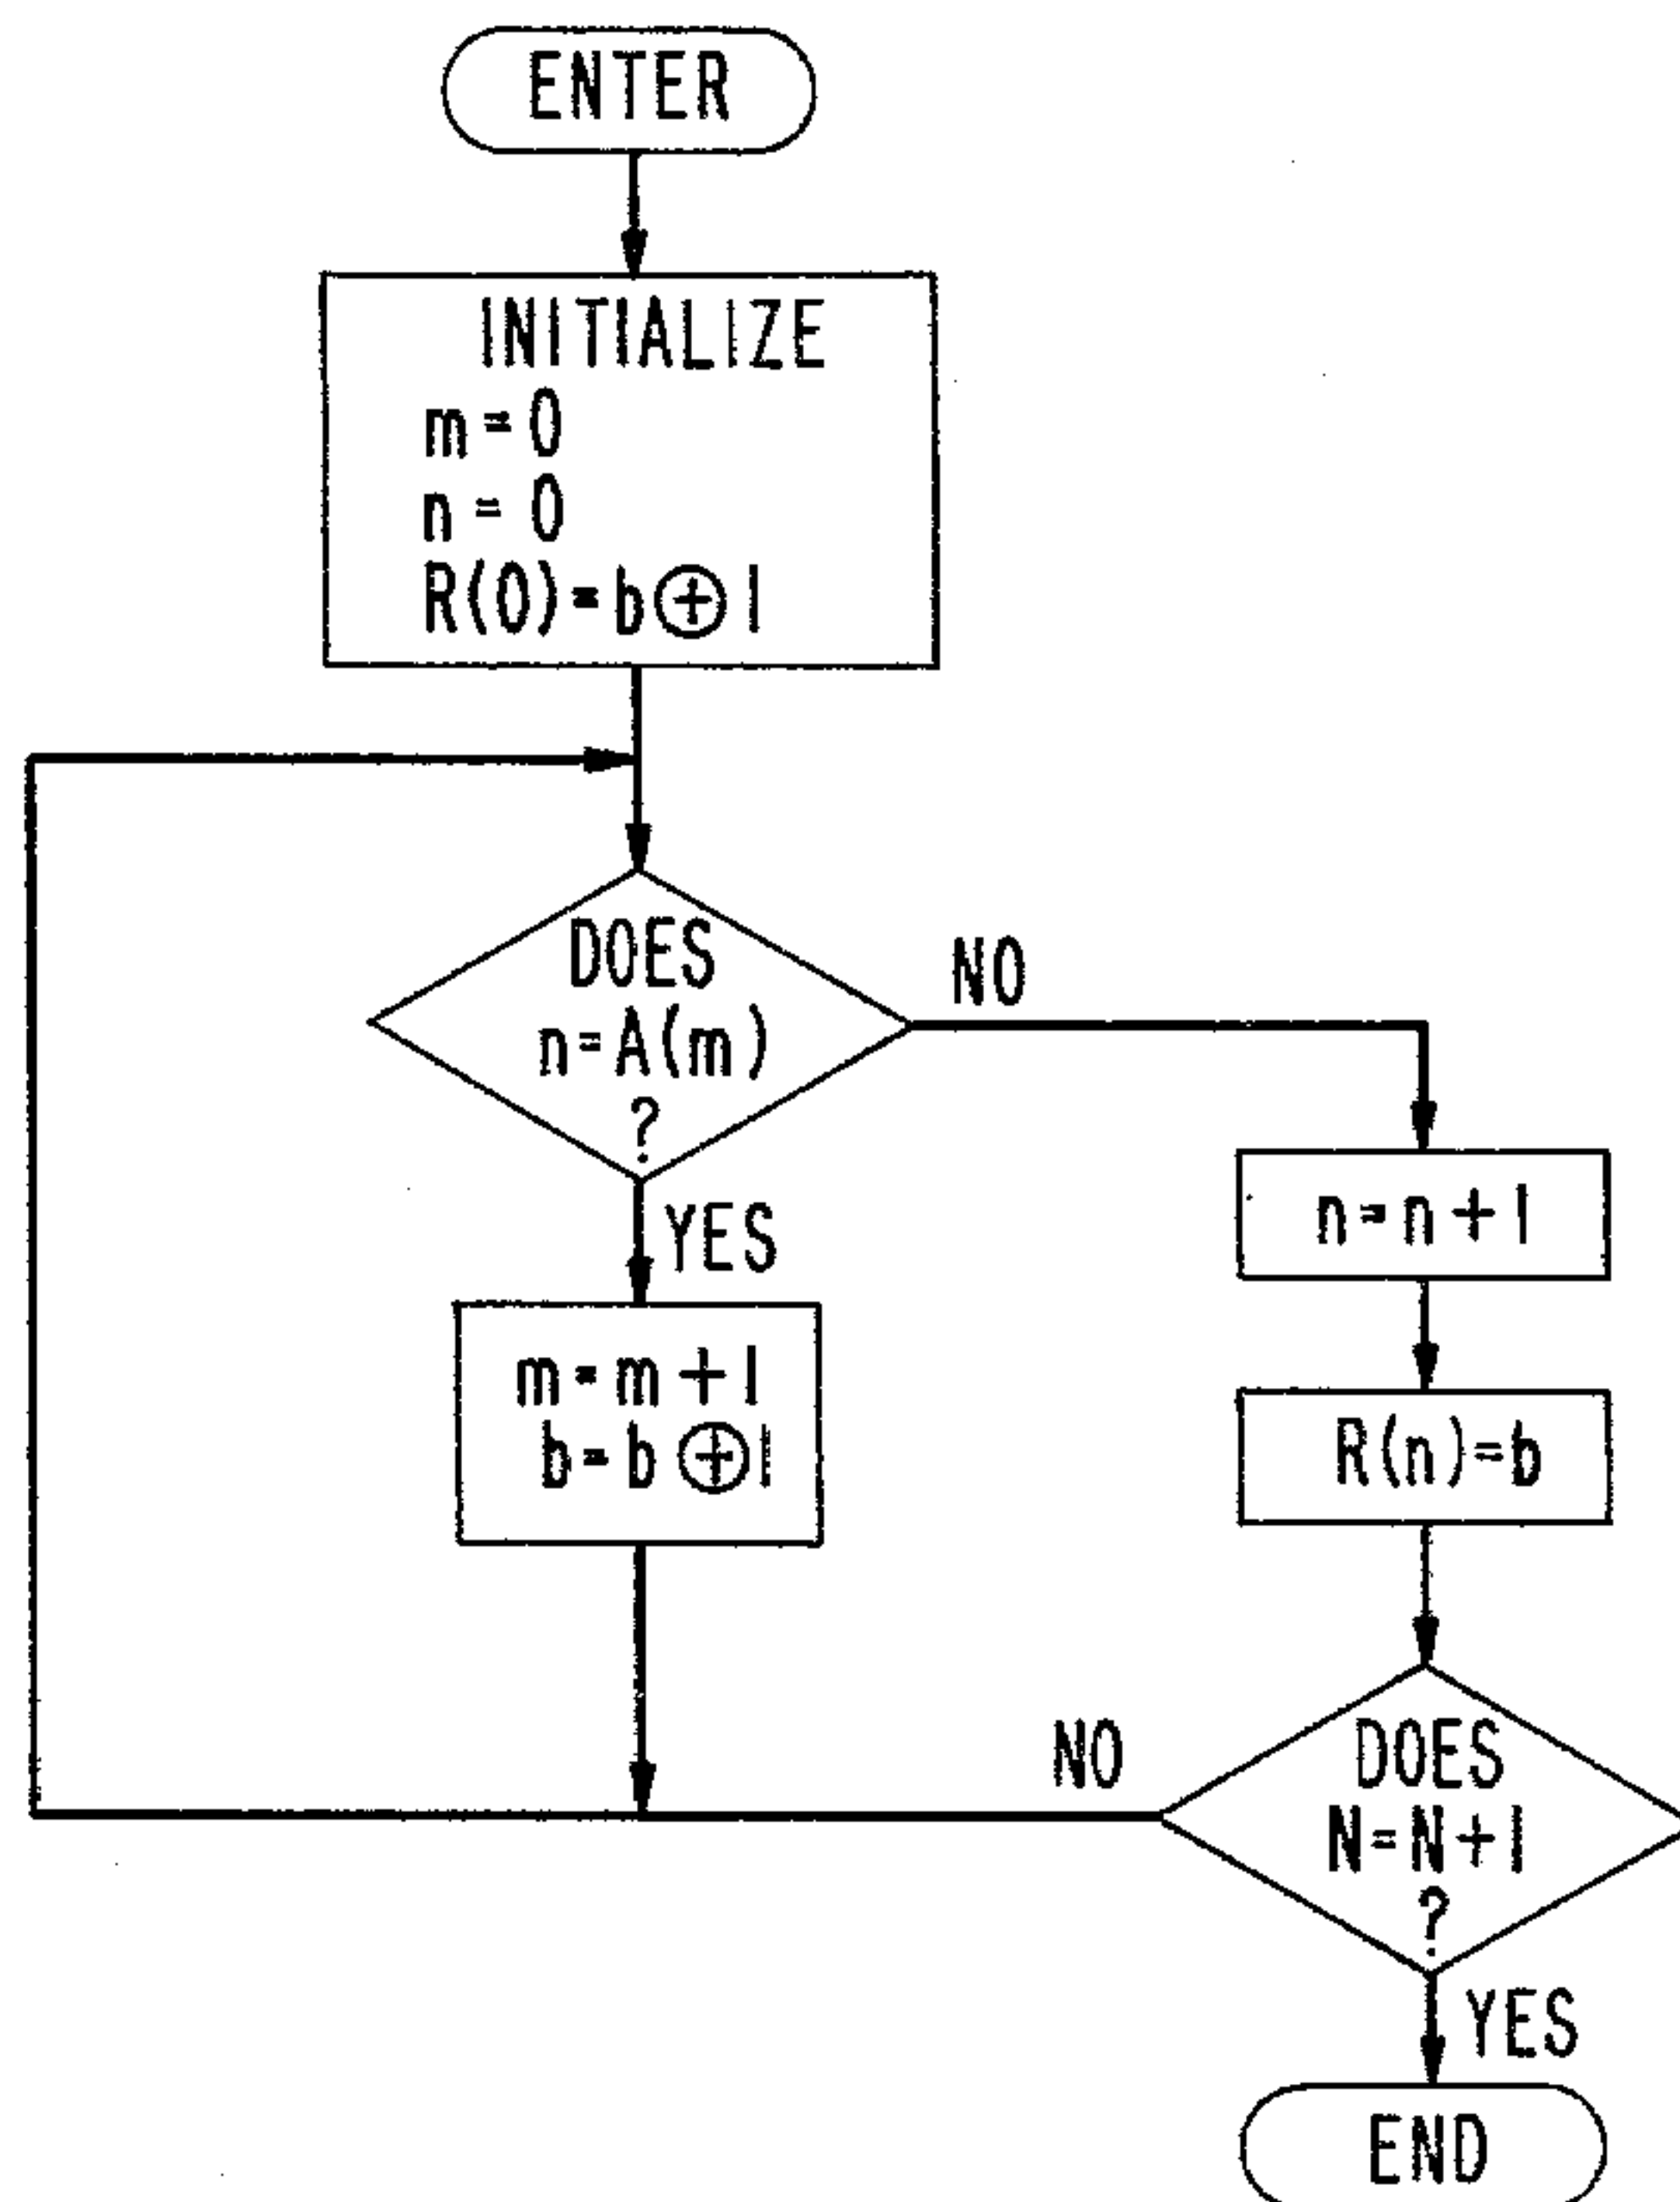 ENTER
INITIALIZE
m = 0
n = 0
R(0) = b ⊕ 1
DOES
n = A(m)
?
NO
YES
n = n + 1
m = m + 1
b = b ⊕ 1
R(n) = b
NO
DOES
N = N + 1
?
YES
END